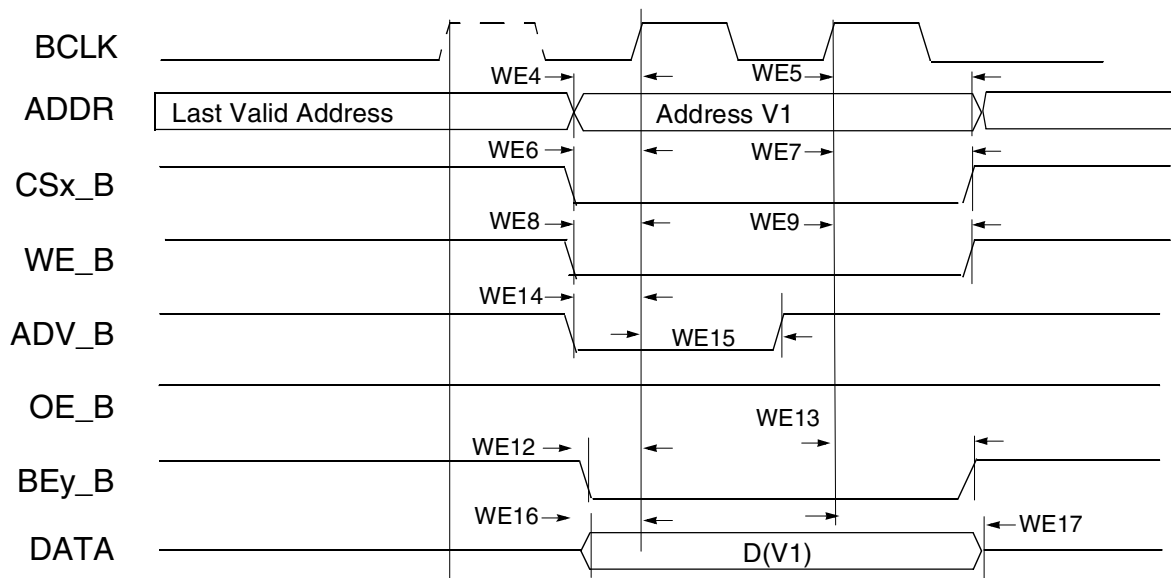 BCLK
WE4 WE5
ADDR Last Valid Address Address V1
WE6 WE7
CSx_B
WE8 WE9
WE_B
WE14
ADV_B WE15
OE_B
WE13
WE12
BEy_B
WE16 WE17
DATA D(V1)